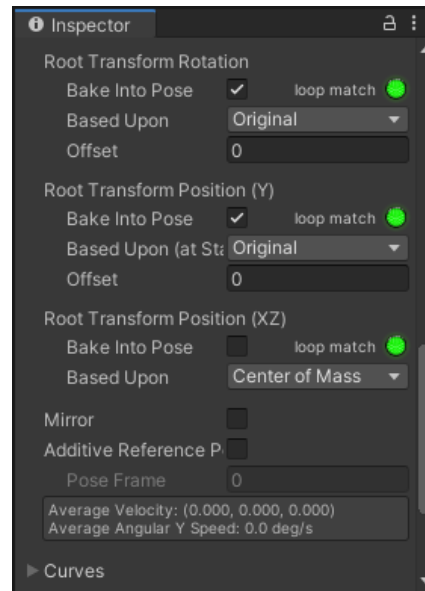 Inspector
Root Transform Rotation
Bake Into Pose loop match
Based Upon Original
Offset 0
Root Transform Position (Y)
Bake Into Pose loop match
Based Upon (at Sta Original
Offset 0
Root Transform Position (XZ)
Bake Into Pose loop match
Based Upon Center of Mass
Mirror
Additive Reference P
Pose Frame 0
Average Velocity: (0.000, 0.000, 0.000)
Average Angular Y Speed: 0.0 deg/s
Curves